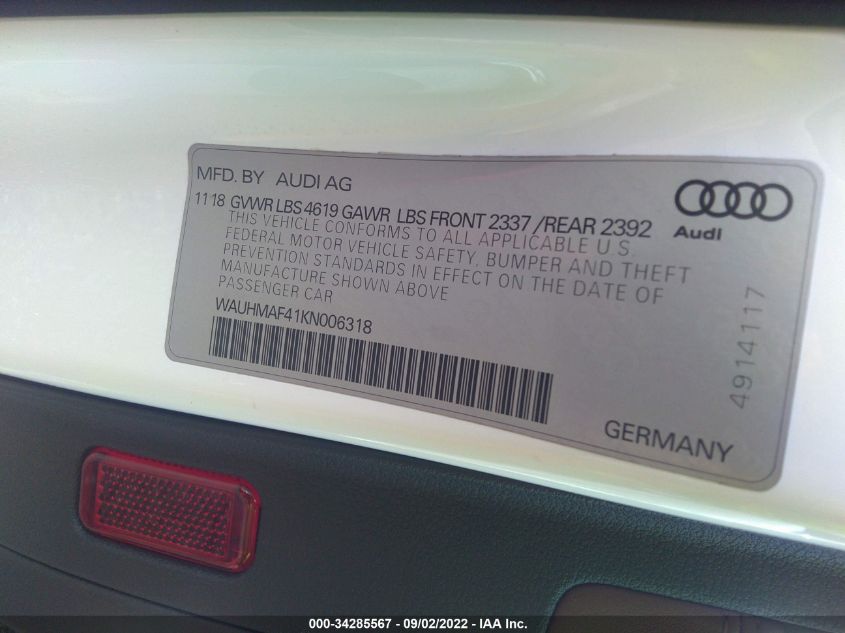 MFD. BY AUDI AG
1118 GVWR LBS 4619 GAWR LBS FRONT 2337 / REAR 2392
THIS VEHICLE CONFORMS TO ALL APPLICABLE U S
FEDERAL MOTOR VEHICLE SAFETY, BUMPER AND THEFT
PREVENTION STANDARDS IN EFFECT ON THE DATE OF
MANUFACTURE SHOWN ABOVE
PASSENGER CAR
WAUHMAF41KN006318
Audi
4914117
GERMANY
000-34285567 - 09/02/2022 - IAA Inc.